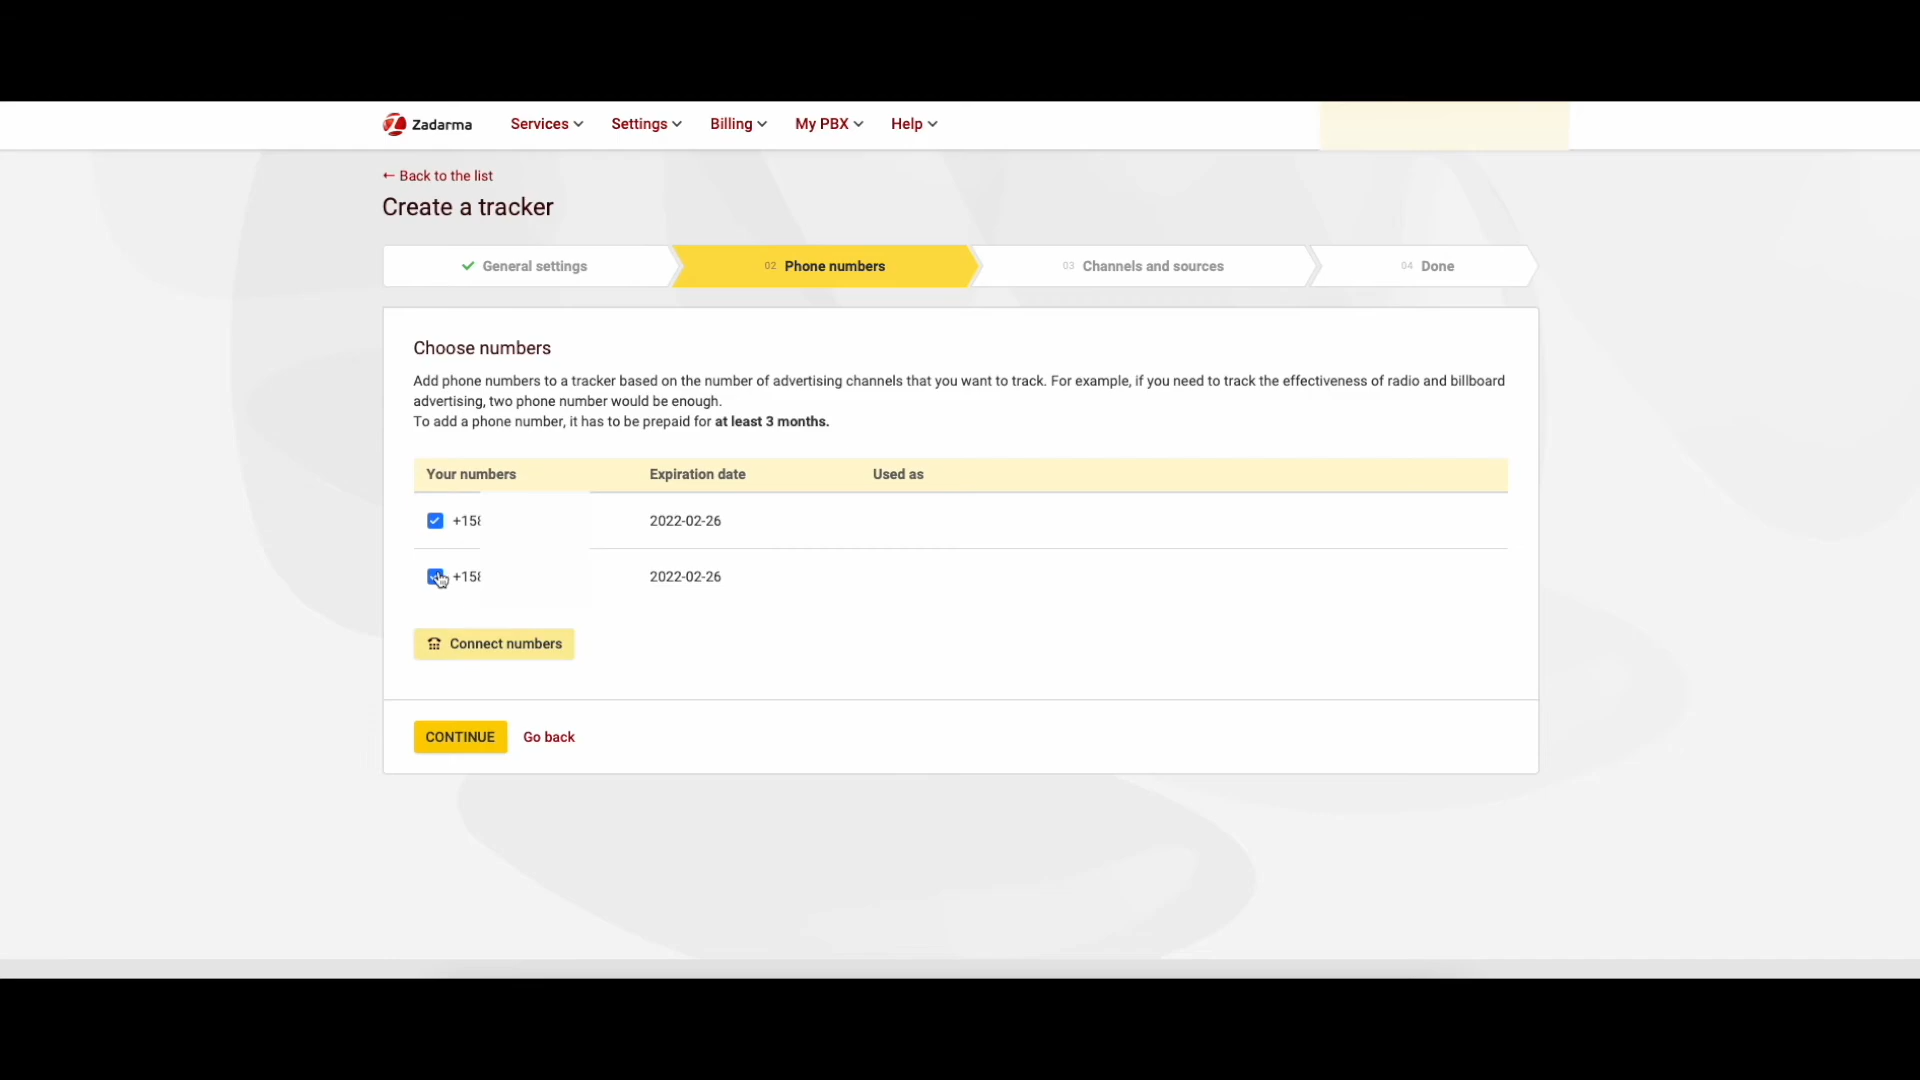 Zadarma Services Settings Billing My PBX Help
← Back to the list
Create a tracker
General settings 02 Phone numbers 03 Channels and sources 04 Done
Choose numbers
Add phone numbers to a tracker based on the number of advertising channels that you want to track. For example, if you need to track the effectiveness of radio and billboard
advertising, two phone number would be enough.
To add a phone number, it has to be prepaid for at least 3 months.
Your numbers Expiration date Used as
+158 2022-02-26
+158 2022-02-26
Connect numbers
CONTINUE Go back